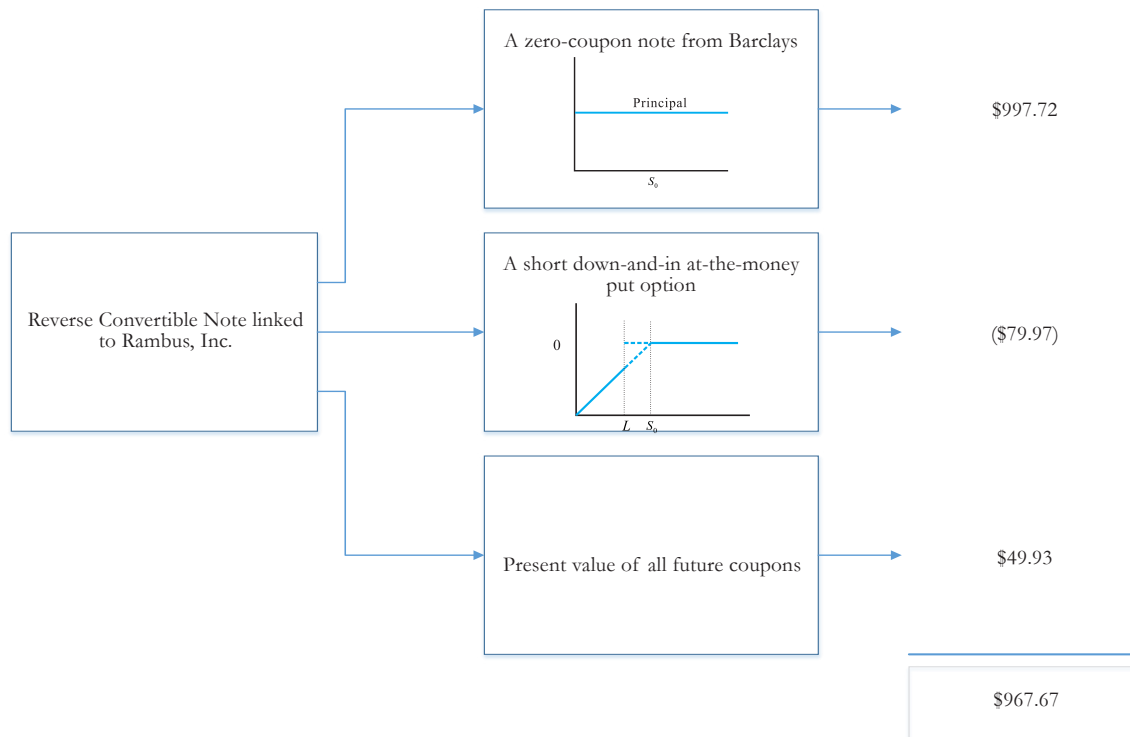 A zero-coupon note from Barclays
Principal
S₀
$997.72
Reverse Convertible Note linked
to Rambus, Inc.
A short down-and-in at-the-money
put option
0
L S₀
($79.97)
Present value of all future coupons
$49.93
$967.67